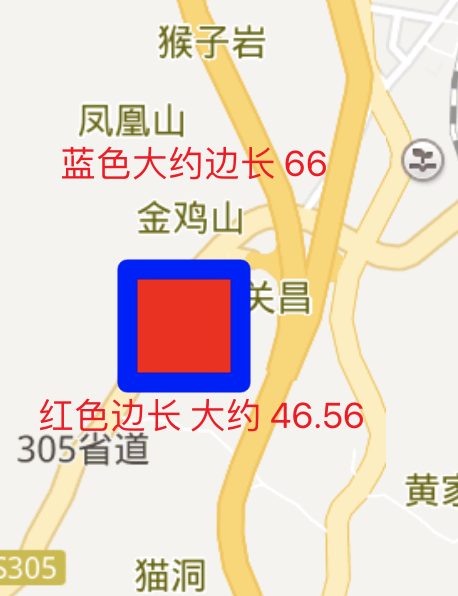 猴子岩
凤凰山
蓝色大约边长 66
金鸡山
关昌
红色边长 大约 46.56
305省道
黄家
S305
猫洞